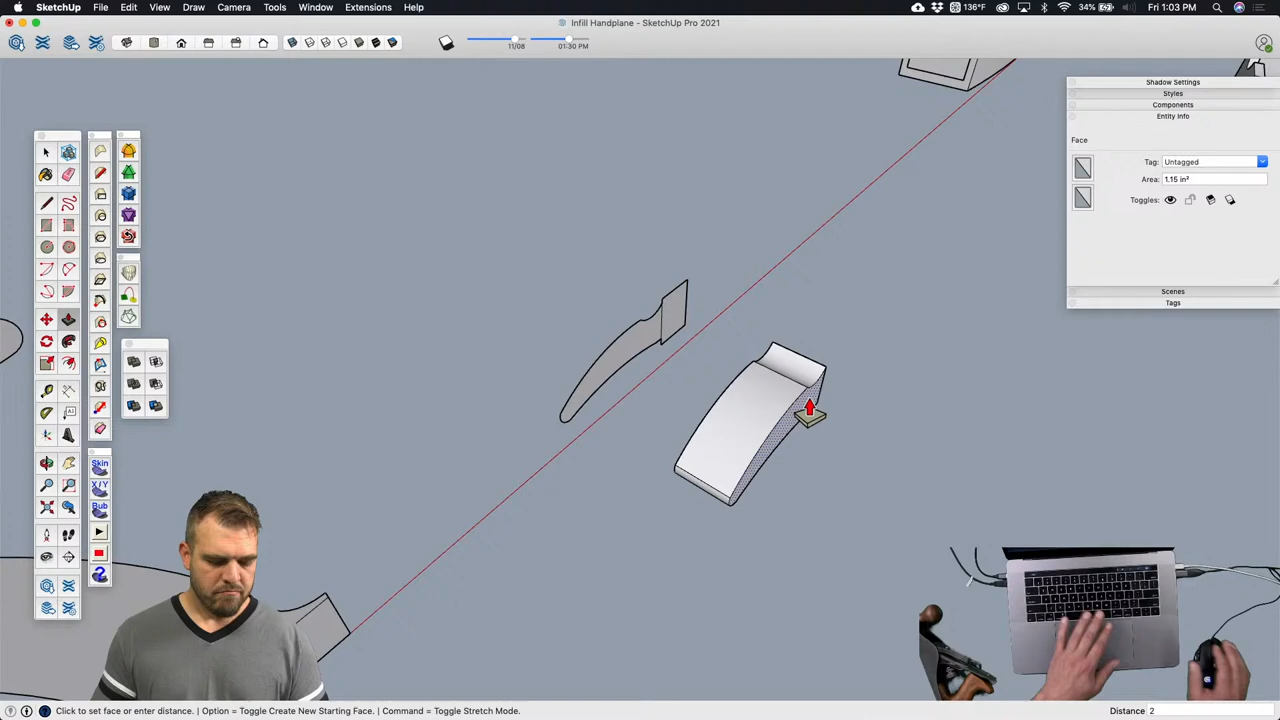 SketchUp File Edit View Draw Camera Tools Window Extensions Help
136°F 34% Fri 1:03 PM
Infill Handplane - SketchUp Pro 2021
11/08 01:30 PM
Shadow Settings
Styles
Components
Entity Info
Face
Tag: Untagged
Area: 1.15 in²
Toggles:
Scenes
Tags
A1
Skin
X/Y
Bub
Click to set face or enter distance. | Option = Toggle Create New Starting Face. | Command = Toggle Stretch Mode. Distance 2